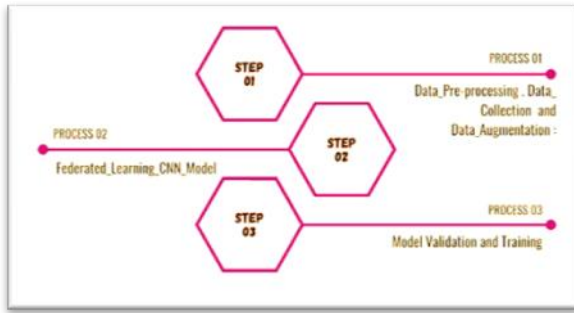 STEP
01
PROCESS 01
Data_Pre-processing . Data_
Collection and
Data_Augmentation :
PROCESS 02
Federated_Learning_CNN_Model
STEP
02
STEP
03
PROCESS 03
Model Validation and Training